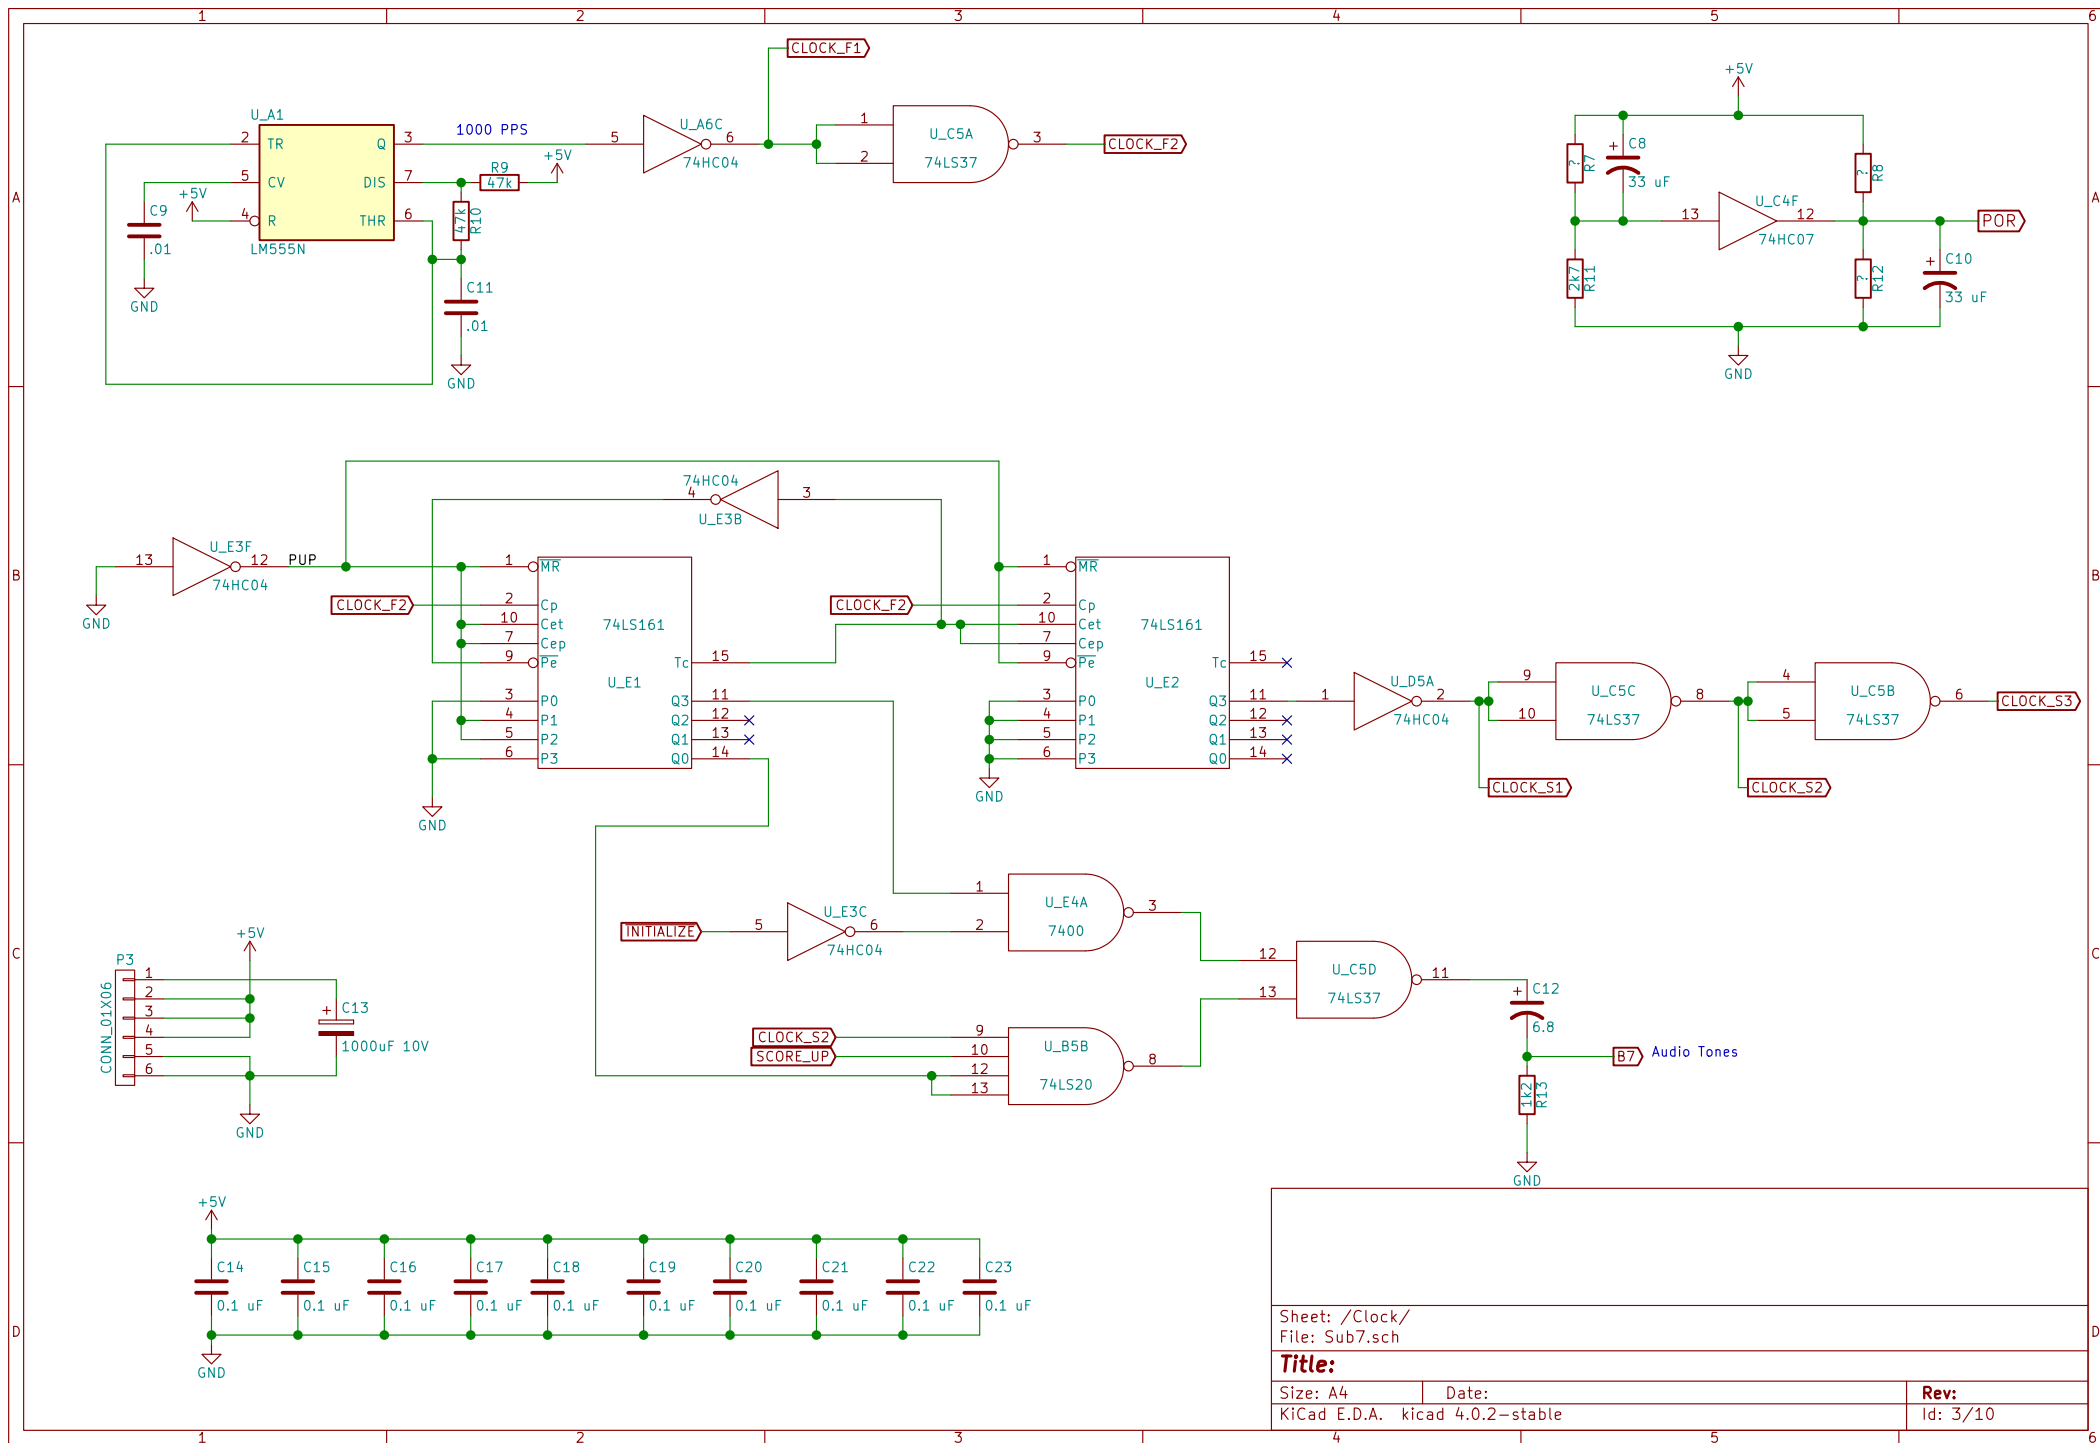 1 2 3 4 5 6
CLOCK_F1
+5V
U_A1
2 TR Q 3
1000 PPS
5 U_A6C 6
74HC04
1
2
U_C5A
74LS37
3 CLOCK_F2
5 CV DIS 7
R9
47k
+5V
+5V
4 R THR 6
47k
R10
LM555N
C9
.01
GND
C11
.01
GND
?
R7
C8
+
33 uF
?
R8
13 U_C4F 12
74HC07
POR
2k7
R11
?
R12
+ C10
33 uF
GND
A A
74HC04
4 3
U_E3B
13 U_E3F 12 PUP
74HC04
GND
1 MR
CLOCK_F2 2 Cp
10 Cet
7 Cep
9 Pe
3 P0
4 P1
5 P2
6 P3
74LS161
U_E1
Tc 15
Q3 11
Q2 12
Q1 13
Q0 14
GND
1 MR
CLOCK_F2 2 Cp
10 Cet
7 Cep
9 Pe
3 P0
4 P1
5 P2
6 P3
74LS161
U_E2
Tc 15
Q3 11
Q2 12
Q1 13
Q0 14
GND
1 U_D5A 2
74HC04
CLOCK_S1
9
10
U_C5C
74LS37
8
CLOCK_S2
4
5
U_C5B
74LS37
6 CLOCK_S3
B B
INITIALIZE 5 U_E3C 6
74HC04
1
2
U_E4A
7400
3
CLOCK_S2 9
SCORE_UP 10
12
13
U_B5B
74LS20
8
12
13
U_C5D
74LS37
11
+ C12
6.8
B7 Audio Tones
1k2
R13
GND
C C
+5V
P3
CONN_01X06
1
2
3
4
5
6
+ C13
1000uF 10V
GND
+5V
C14 C15 C16 C17 C18 C19 C20 C21 C22 C23
0.1 uF 0.1 uF 0.1 uF 0.1 uF 0.1 uF 0.1 uF 0.1 uF 0.1 uF 0.1 uF 0.1 uF
GND
D D
Sheet: /Clock/
File: Sub7.sch
Title:
Size: A4 Date: Rev:
KiCad E.D.A. kicad 4.0.2-stable Id: 3/10
1 2 3 4 5 6